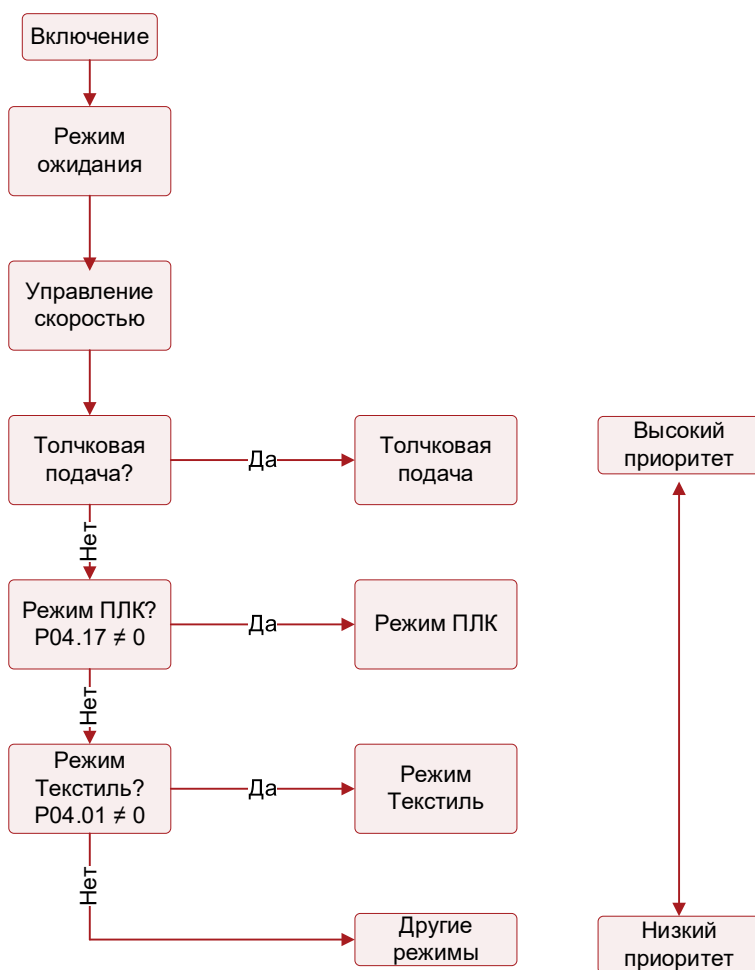 Включение
Режим
ожидания
Управление
скоростью
Толчковая
подача?
Да
Толчковая
подача
Высокий
приоритет
Нет
Режим ПЛК?
P04.17 ≠ 0
Да
Режим ПЛК
Нет
Режим
Текстиль?
P04.01 ≠ 0
Да
Режим
Текстиль
Нет
Другие
режимы
Низкий
приоритет